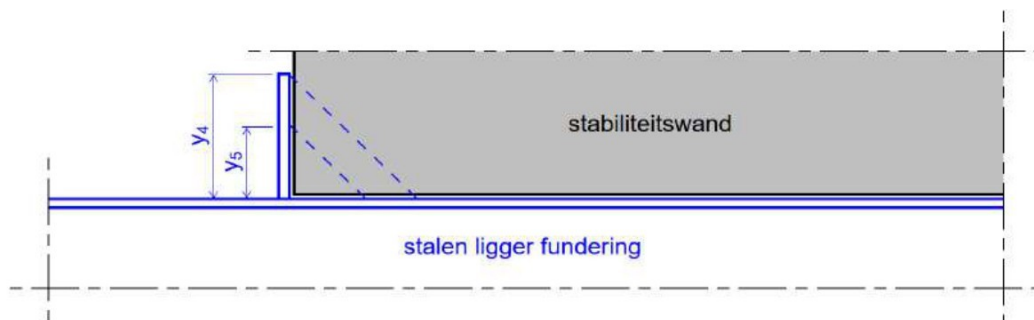 stabiliteitswand
y4
y5
stalen ligger fundering